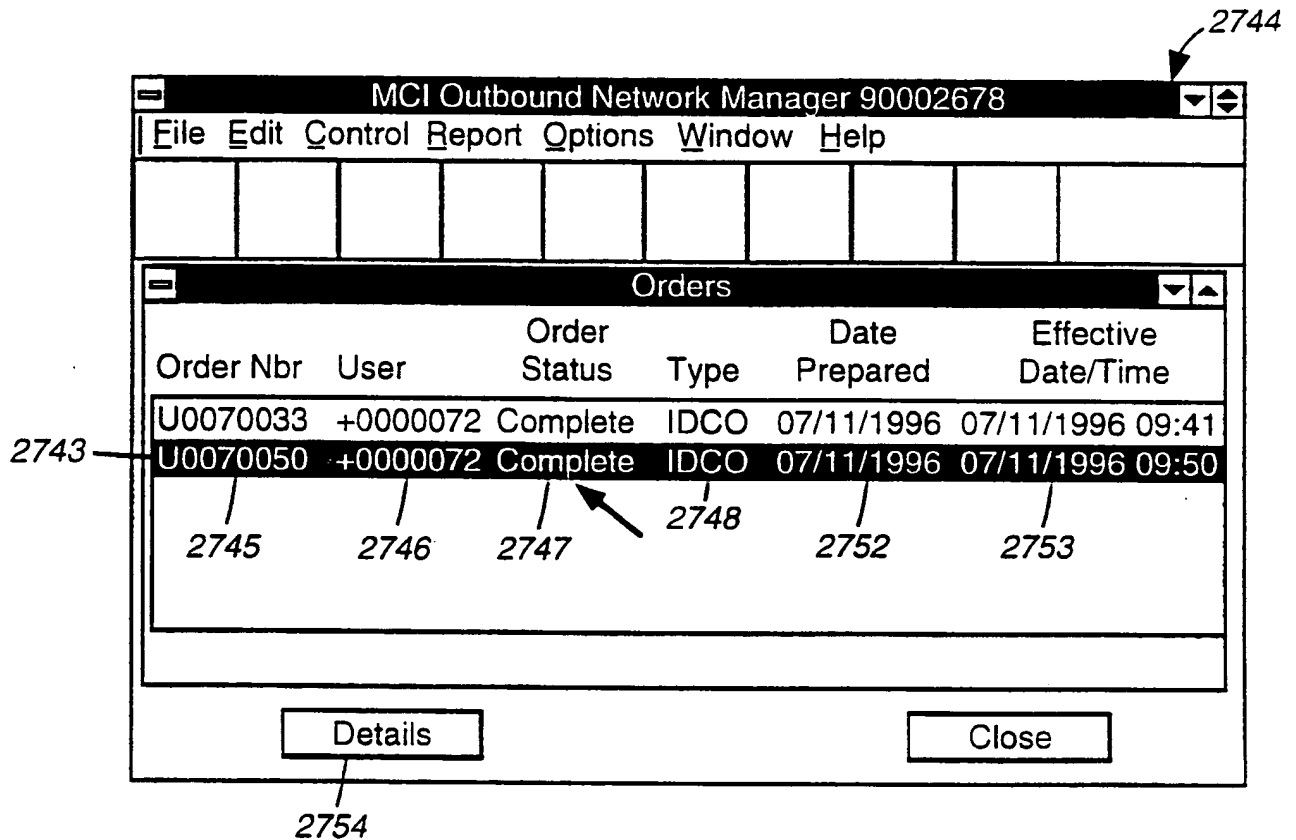 2744
MCI Outbound Network Manager 90002678
File Edit Control Report Options Window Help
Orders
Order Nbr User Order Status Type Date Prepared Effective Date/Time
U0070033 +0000072 Complete IDCO 07/11/1996 07/11/1996 09:41
2743 U0070050 +0000072 Complete IDCO 07/11/1996 07/11/1996 09:50
2745 2746 2747 2748 2752 2753
Details Close
2754